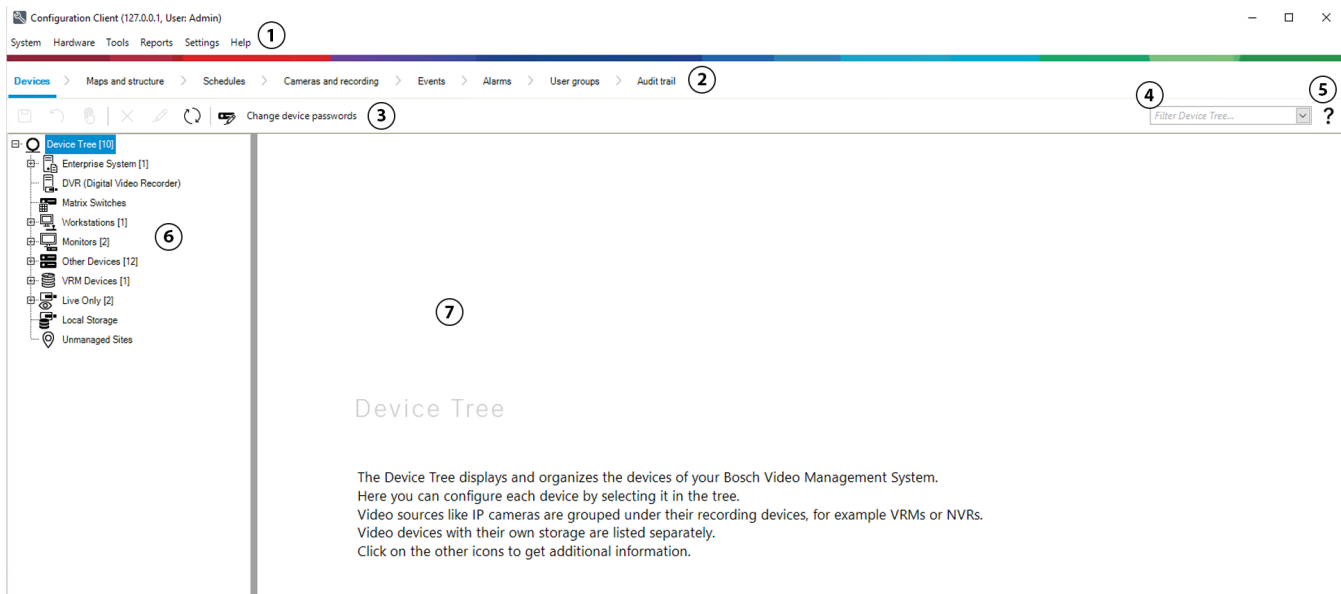 Configuration Client (127.0.0.1, User: Admin)
System Hardware Tools Reports Settings Help 1
Devices Maps and structure Schedules Cameras and recording Events Alarms User groups Audit trail 2
Change device passwords 3
4
Filter Device Tree...
5
?
Device Tree [10]
Enterprise System [1]
DVR (Digital Video Recorder)
Matrix Switches
Workstations [1]
6
Monitors [2]
Other Devices [12]
VRM Devices [1]
Live Only [2]
Local Storage
Unmanaged Sites
7
Device Tree
The Device Tree displays and organizes the devices of your Bosch Video Management System.
Here you can configure each device by selecting it in the tree.
Video sources like IP cameras are grouped under their recording devices, for example VRMs or NVRs.
Video devices with their own storage are listed separately.
Click on the other icons to get additional information.